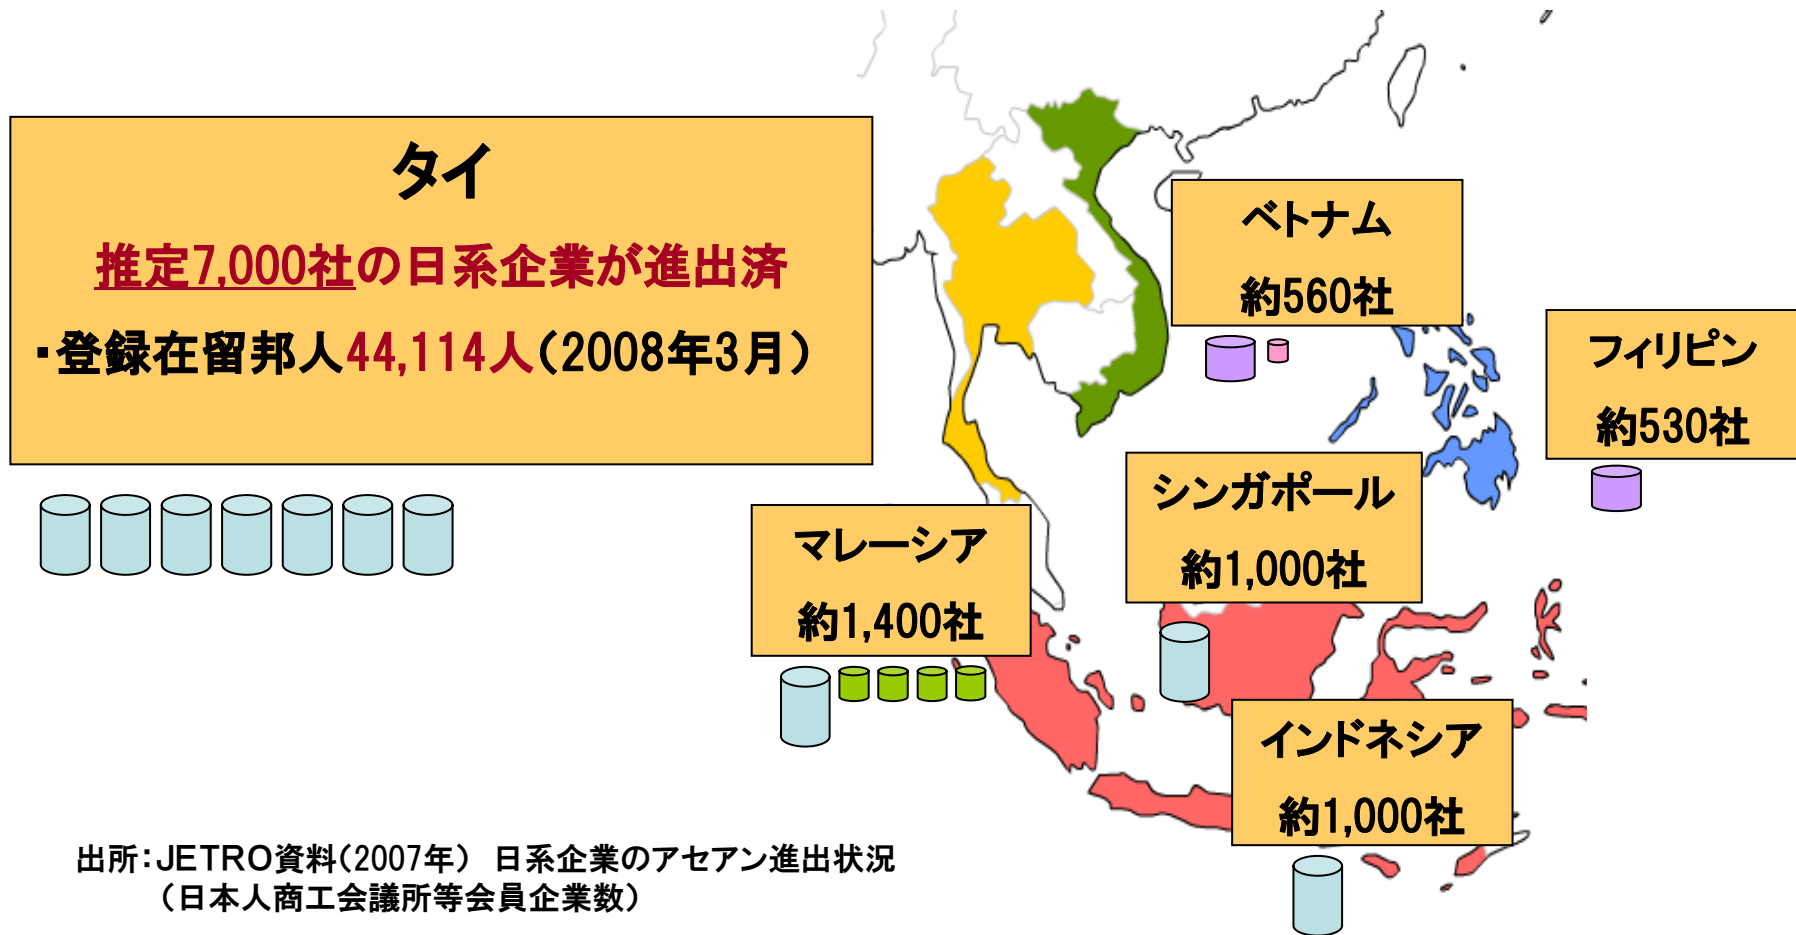 タイ
推定7,000社の日系企業が進出済
・登録在留邦人44,114人（2008年3月）
ベトナム
約560社
フィリピン
約530社
シンガポール
約1,000社
マレーシア
約1,400社
インドネシア
約1,000社
出所：JETRO資料（2007年） 日系企業のアセアン進出状況
（日本人商工会議所等会員企業数）